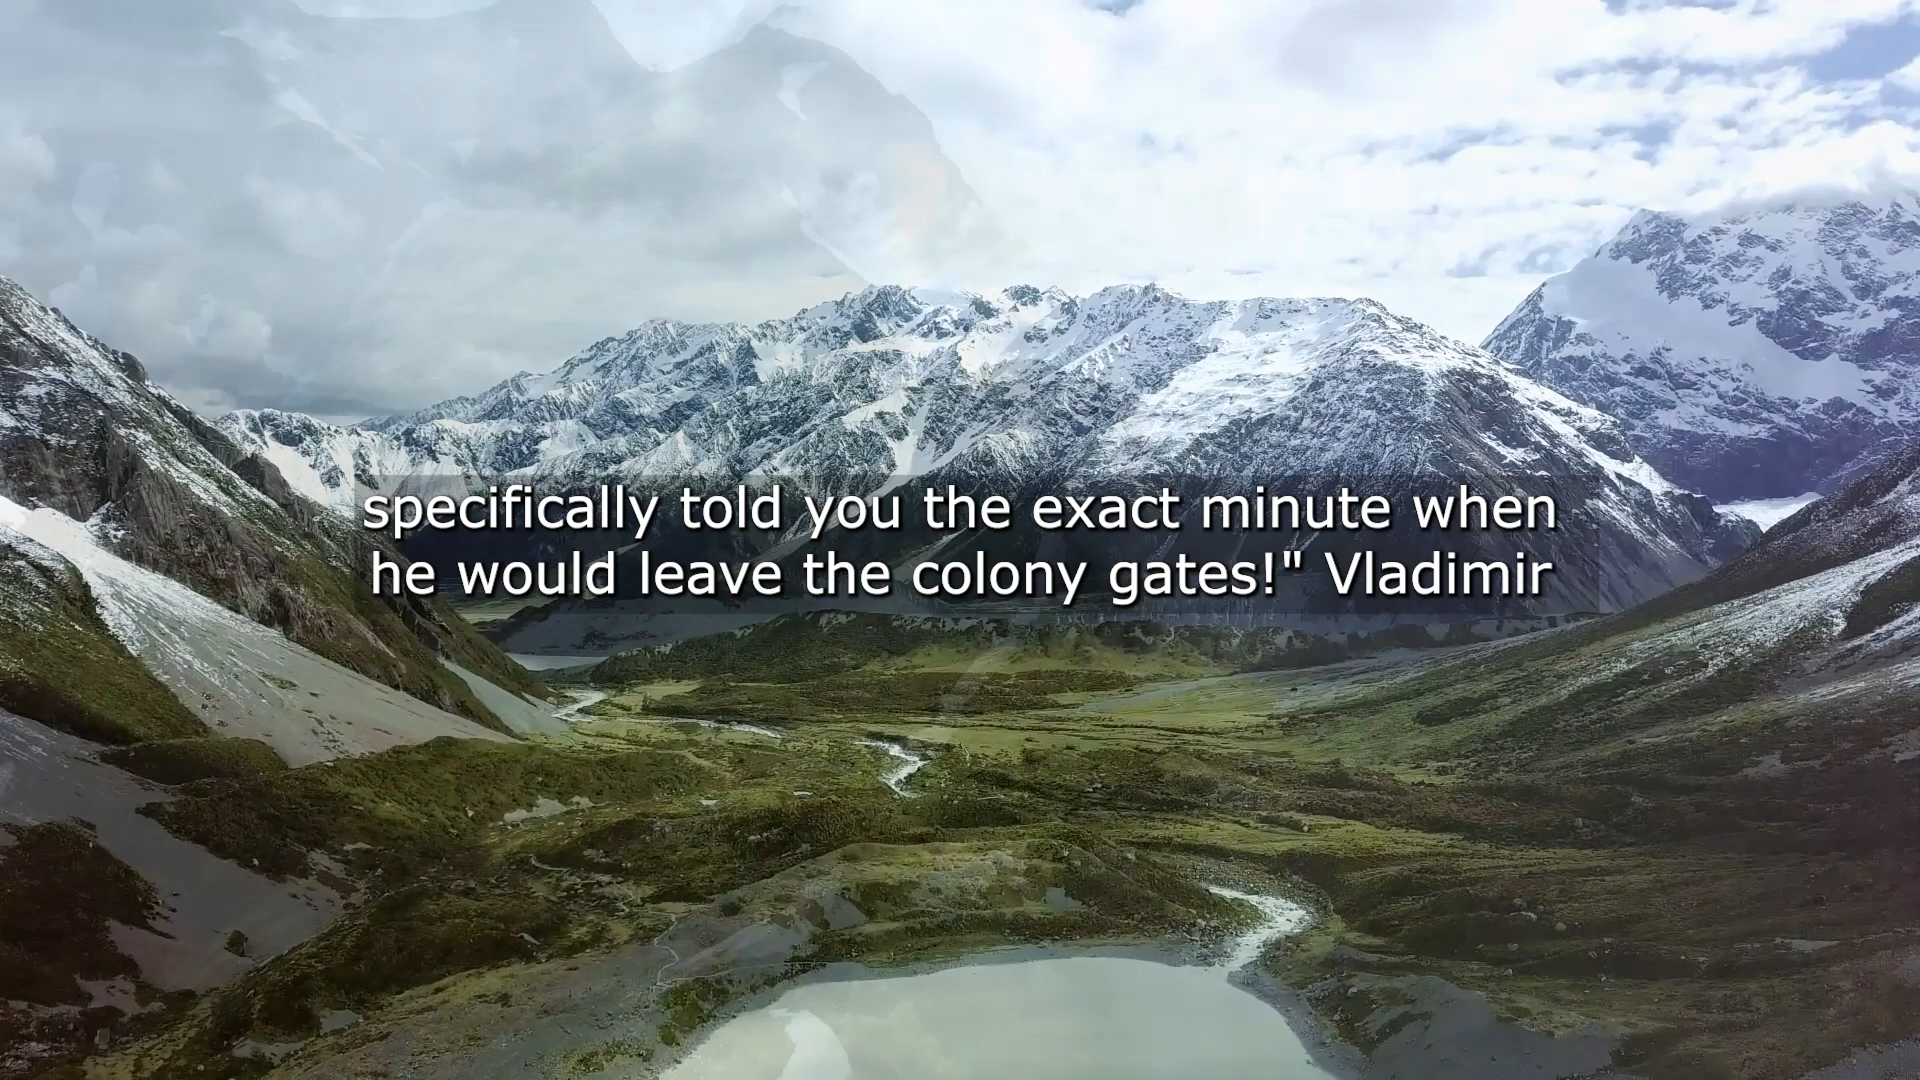 specifically told you the exact minute when
he would leave the colony gates!" Vladimir